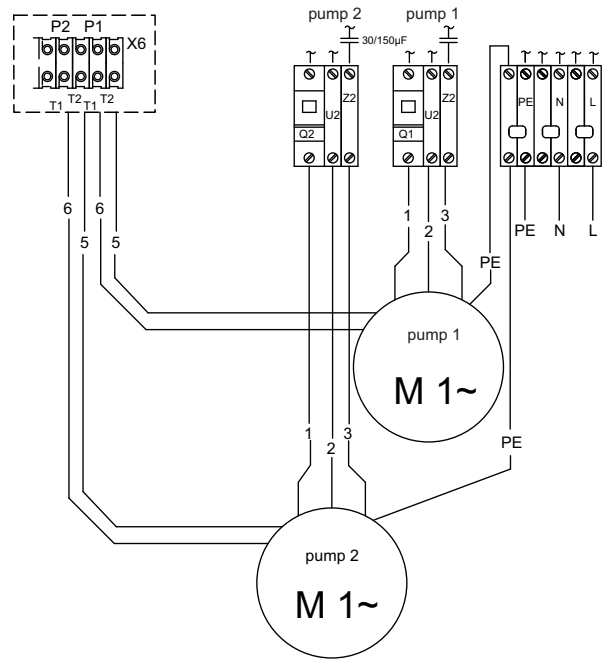 pump 2
pump 1
P2 P1
X6
30/150µF
T1 T2 T1 T2
Q2
U2
Z2
Q1
U2
Z2
PE N L
PE N L
6 5 6 5
1 2 3
PE
pump 1
M 1~
1 2 3
PE
pump 2
M 1~